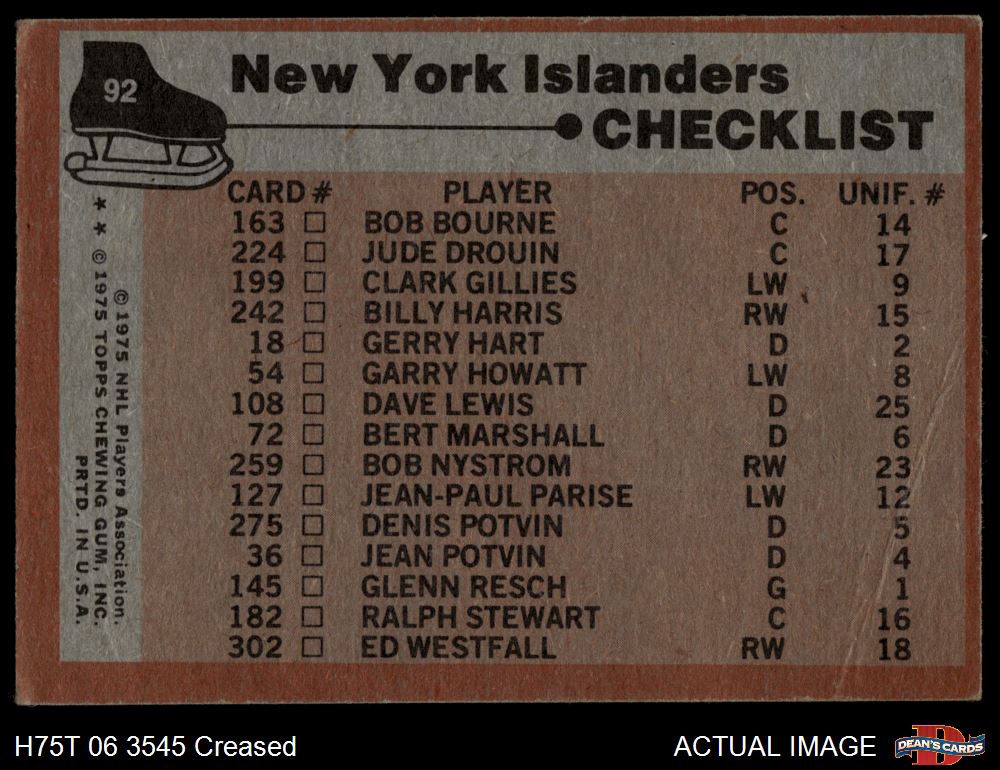 92
New York Islanders
CHECKLIST
CARD # PLAYER POS. UNIF. #
163 BOB BOURNE C 14
224 JUDE DROUIN C 17
199 CLARK GILLIES LW 9
242 BILLY HARRIS RW 15
18 GERRY HART D 2
54 GARRY HOWATT LW 8
108 DAVE LEWIS D 25
72 BERT MARSHALL D 6
259 BOB NYSTROM RW 23
127 JEAN-PAUL PARISE LW 12
275 DENIS POTVIN D 5
36 JEAN POTVIN D 4
145 GLENN RESCH G 1
182 RALPH STEWART C 16
302 ED WESTFALL RW 18
© 1975 NHL Players Association.
* * © 1975 TOPPS CHEWING GUM, INC.
PRTD. IN U.S.A.
H75T 06 3545 Creased
ACTUAL IMAGE
DEAN'S CARDS